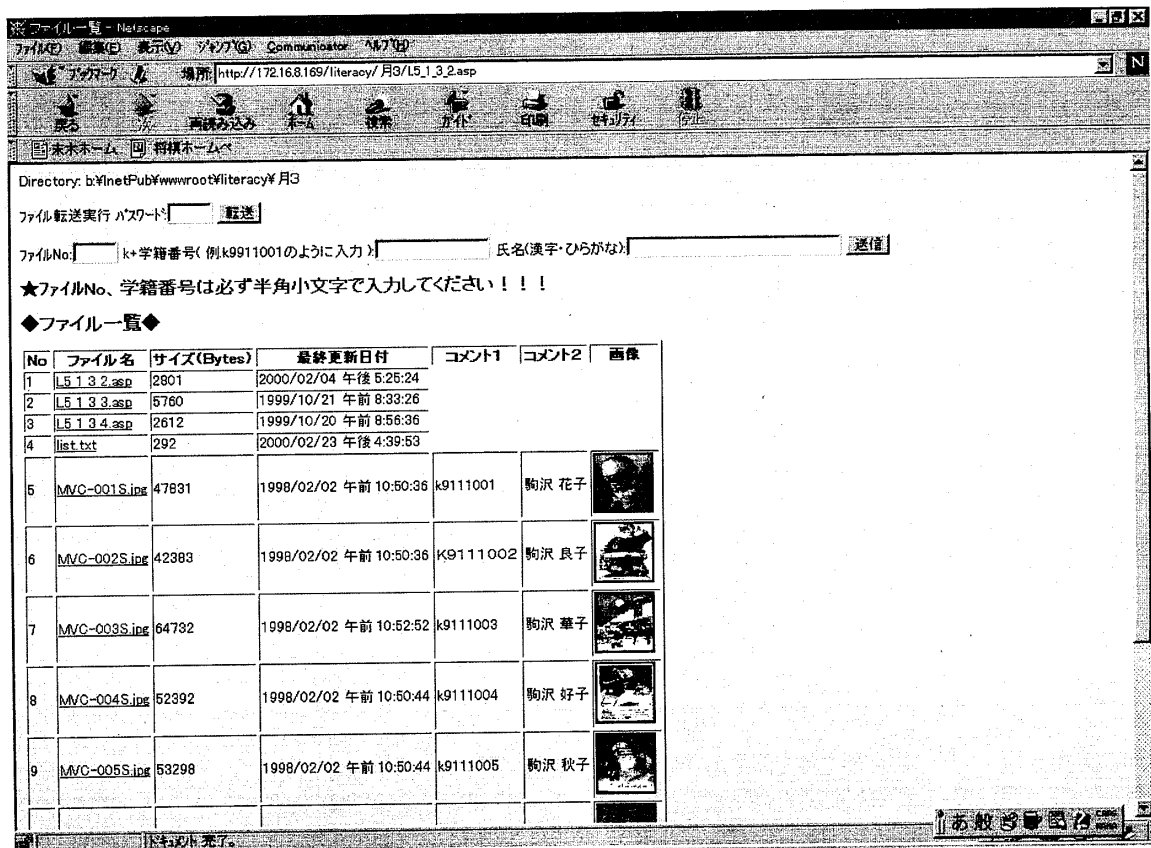 ファイル一覧 - Netscape
ファイル(F) 編集(E) 表示(V) ジャンプ(G) Communicator ヘルプ(H)
ブックマーク 場所: http://172.16.8.169/literacy/月3/L5_1_3_2.asp
戻る 再読み込み ホーム 検索 ガイド 印刷 セキュリティ
未木ホーム 将棋ホームペ
Directory: b:¥InetPub¥wwwroot¥literacy¥月3
ファイル転送実行 パスワード: 転送
ファイルNo: k+学籍番号( 例.k9911001のように入力 ): 氏名(漢字・ひらがな): 送信
★ファイルNo、学籍番号は必ず半角小文字で入力してください！！！
◆ファイル一覧◆
No ファイル名 サイズ(Bytes) 最終更新日付 コメント1 コメント2 画像
1 L5_1_3_2.asp 2801 2000/02/04 午後 5:25:24
2 L5_1_3_3.asp 5760 1999/10/21 午前 8:33:26
3 L5_1_3_4.asp 2612 1999/10/20 午前 8:56:36
4 list.txt 292 2000/02/23 午後 4:39:53
5 MVC-001S.jpg 47831 1998/02/02 午前 10:50:36 k9111001 駒沢 花子
6 MVC-002S.jpg 42383 1998/02/02 午前 10:50:36 K9111002 駒沢 良子
7 MVC-003S.jpg 64732 1998/02/02 午前 10:52:52 k9111003 駒沢 華子
8 MVC-004S.jpg 52392 1998/02/02 午前 10:50:44 k9111004 駒沢 好子
9 MVC-005S.jpg 53298 1998/02/02 午前 10:50:44 k9111005 駒沢 秋子
ドキュメント 完了。
あ 般